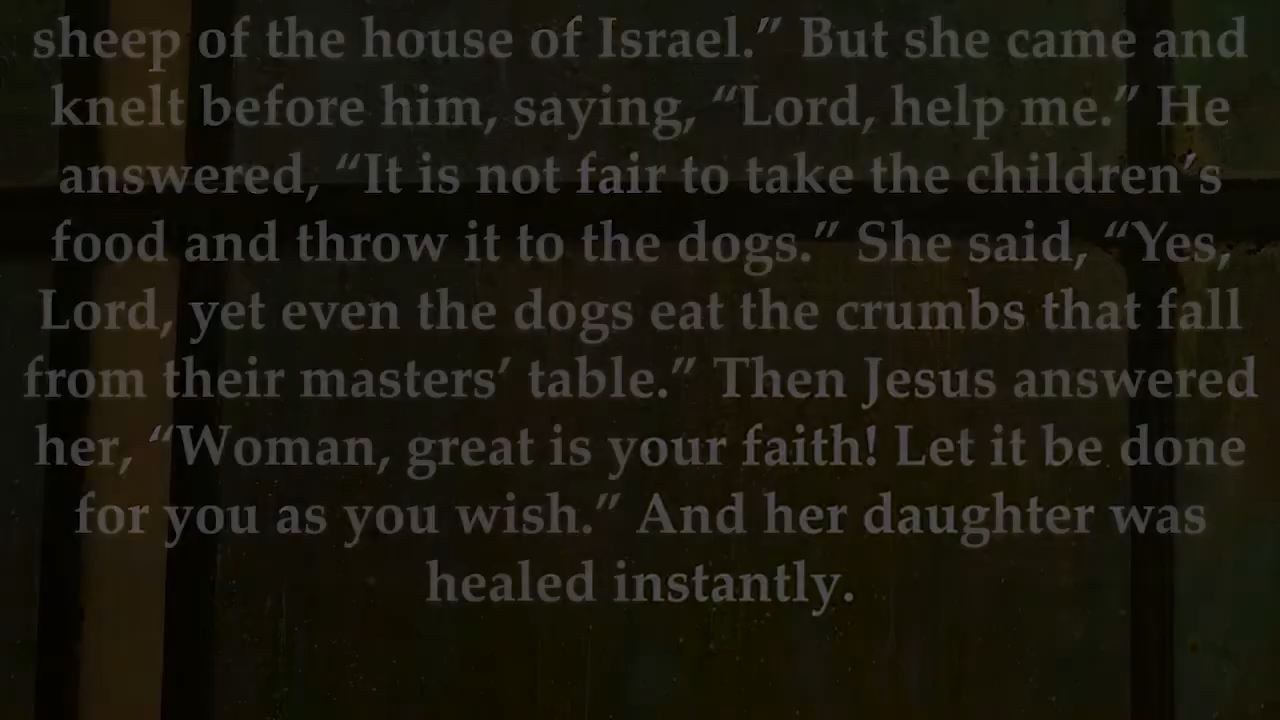 sheep of the house of Israel.” But she came and
knelt before him, saying, “Lord, help me.” He
answered, “It is not fair to take the children’s
food and throw it to the dogs.” She said, “Yes,
Lord, yet even the dogs eat the crumbs that fall
from their masters’ table.” Then Jesus answered
her, “Woman, great is your faith! Let it be done
for you as you wish.” And her daughter was
healed instantly.